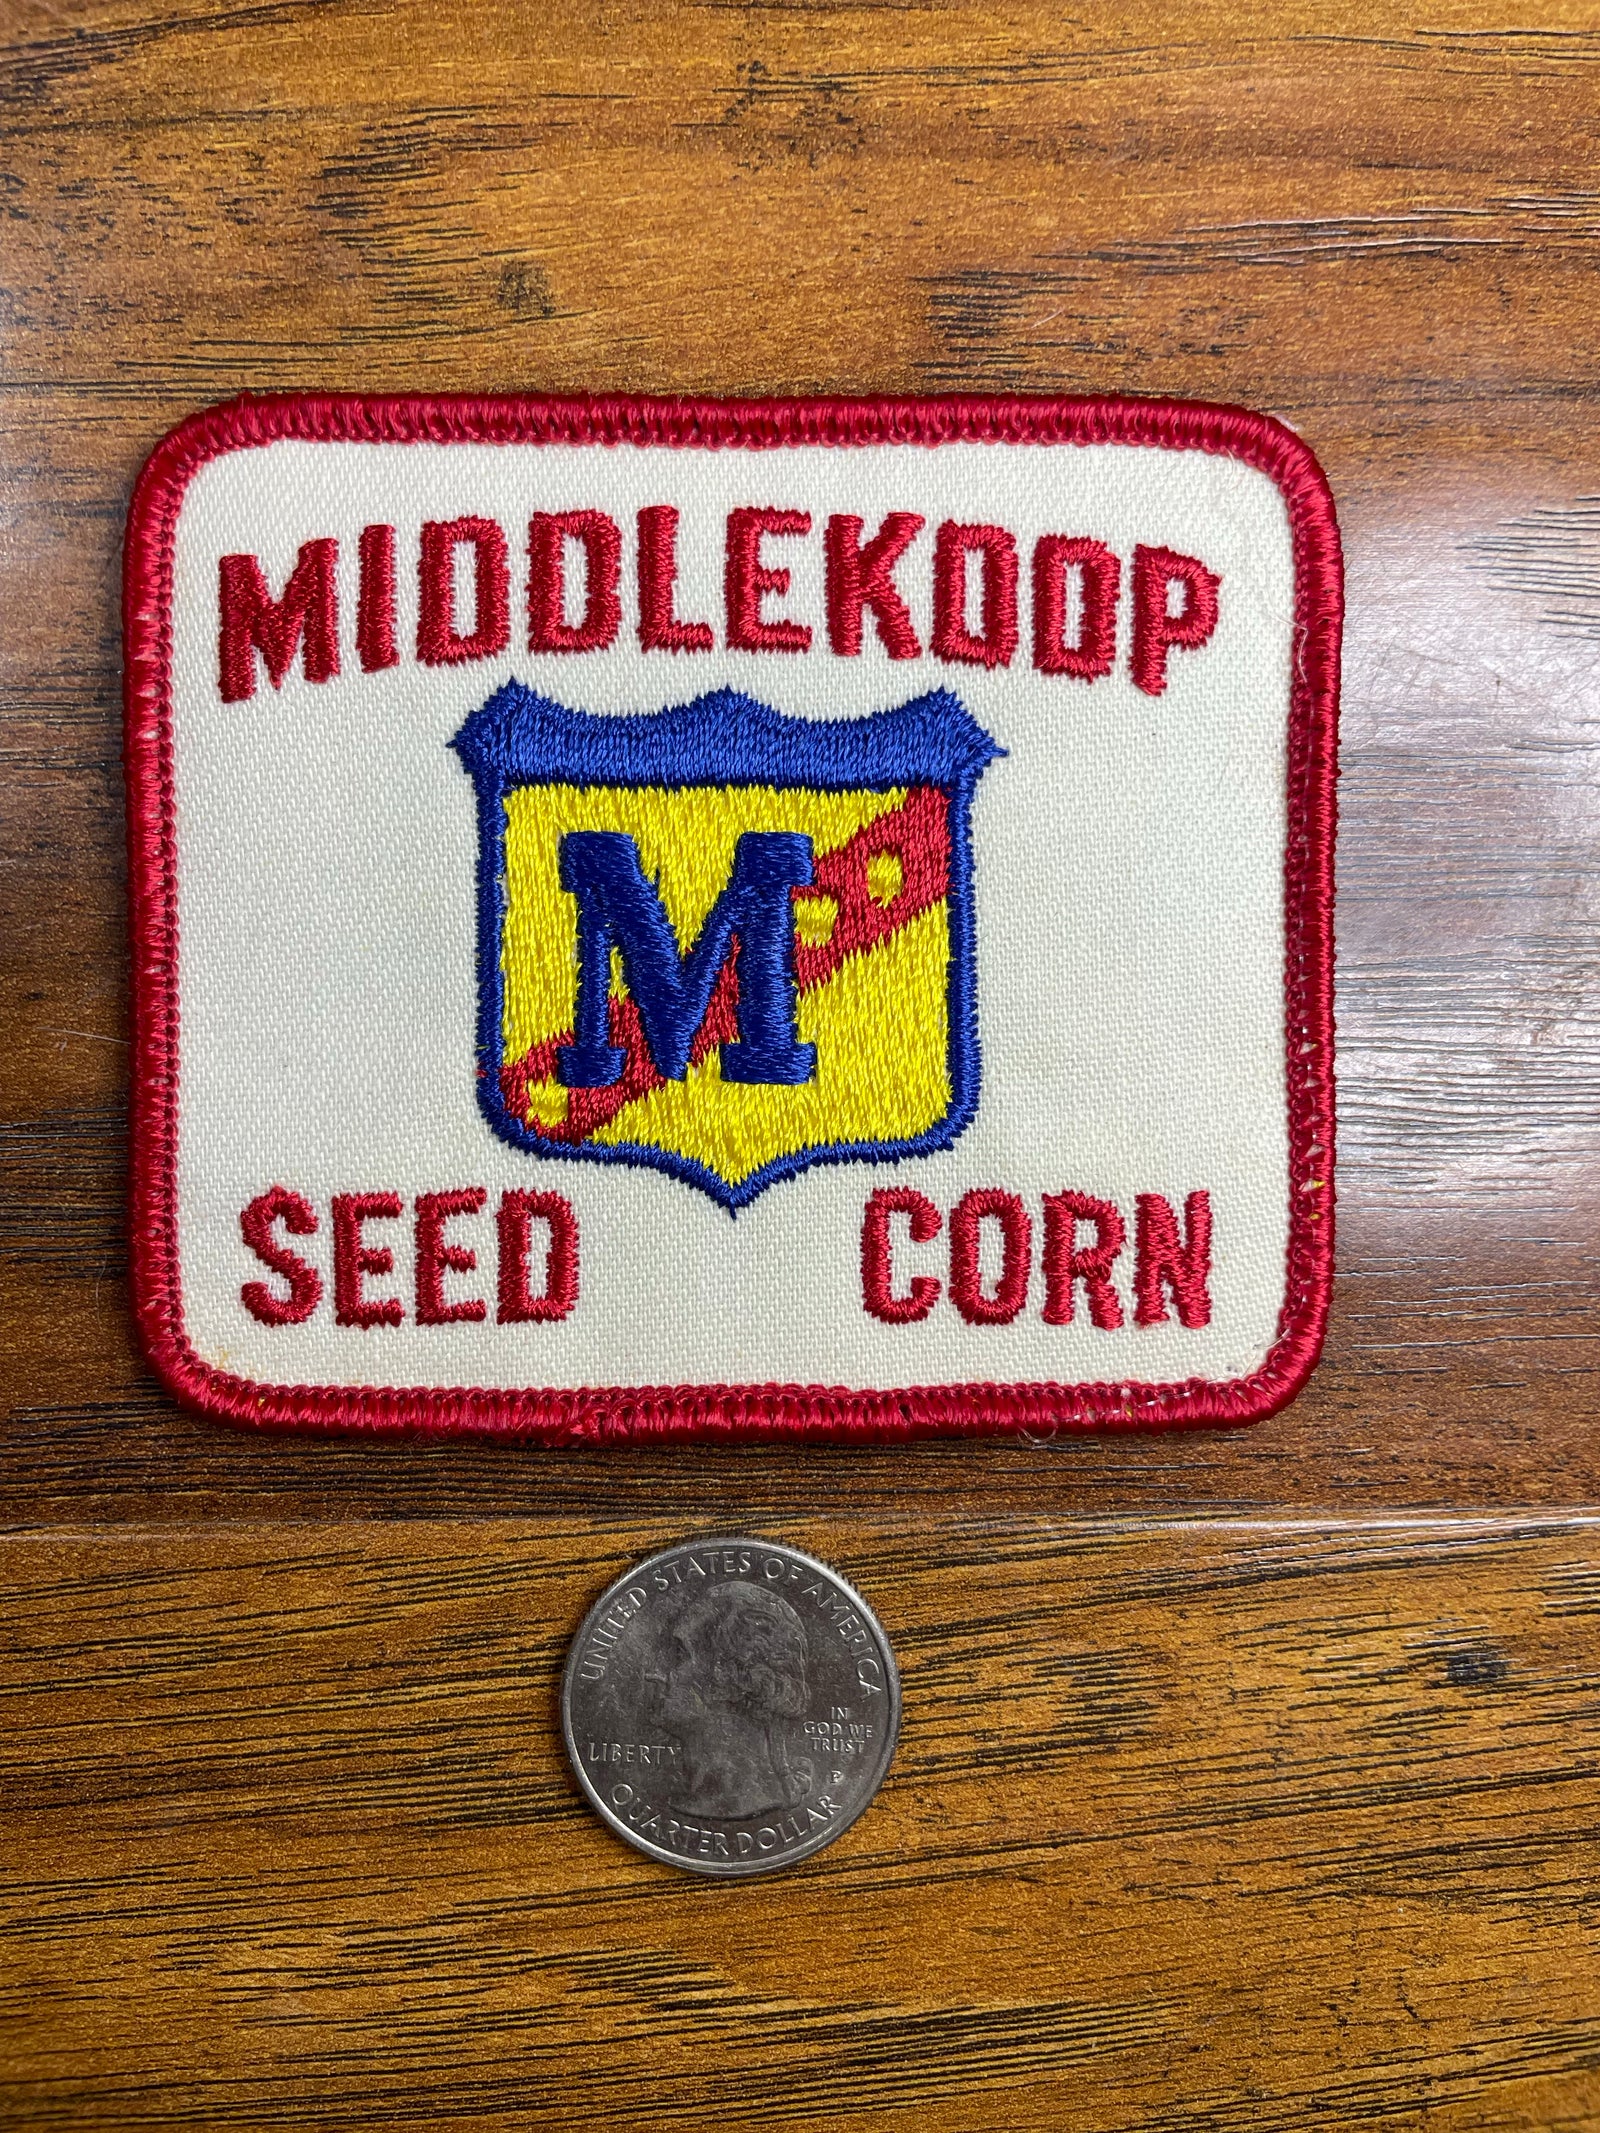 MIDDLEKOOP
M
SEED CORN
UNITED STATES OF AMERICA
LIBERTY
IN
GOD WE
TRUST
P
QUARTER DOLLAR